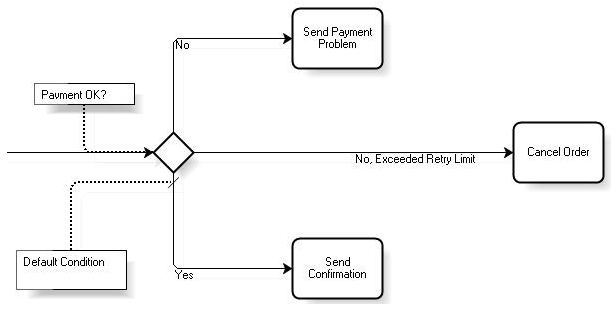 Send Payment
Problem
No
Payment OK?
Cancel Order
No, Exceeded Retry Limit
Default Condition
Send
Confirmation
Yes